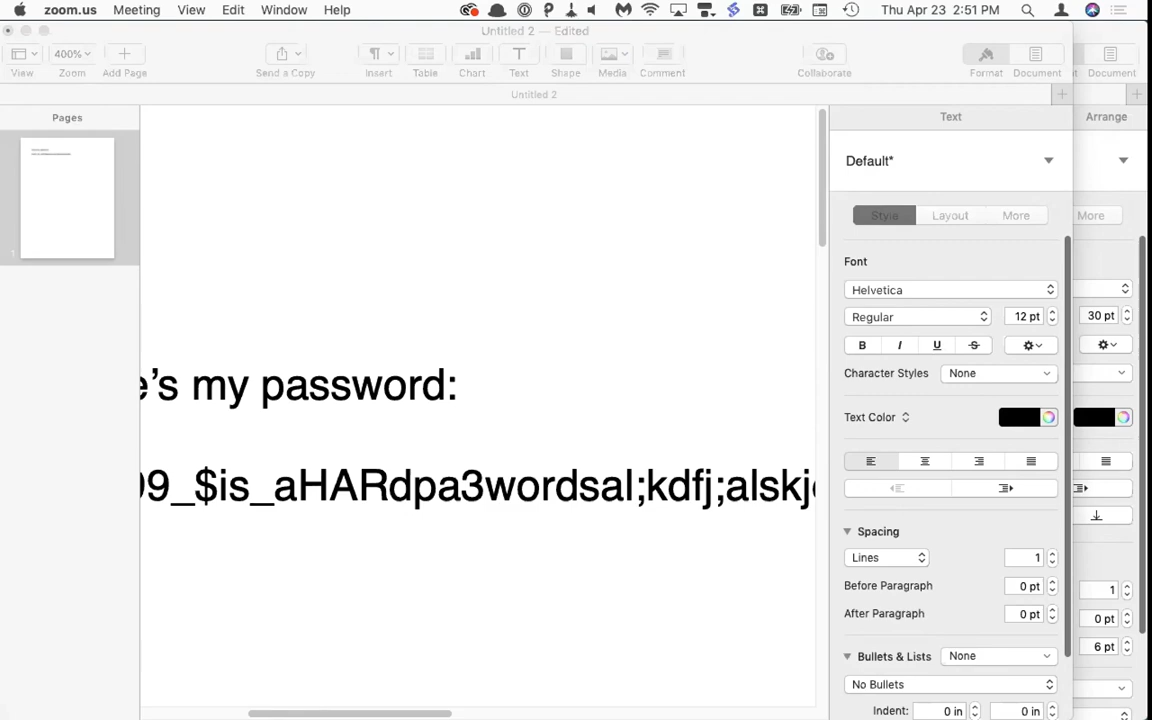 zoom.us Meeting View Edit Window Help Thu Apr 23 2:51 PM
Untitled 2 — Edited
400%
View Zoom Add Page Send a Copy Insert Table Chart Text Shape Media Comment Collaborate Format Document Document
Untitled 2
Pages
1
e’s my password:
99_$is_aHARdpa3wordsal;kdfj;alskj
Text Arrange
Default*
Style Layout More More
Font
Helvetica
Regular 12 pt 30 pt
B I U S
Character Styles None
Text Color
Spacing
Lines 1 1
Before Paragraph 0 pt 0 pt
After Paragraph 0 pt 6 pt
Bullets & Lists None
No Bullets
Indent: 0 in 0 in